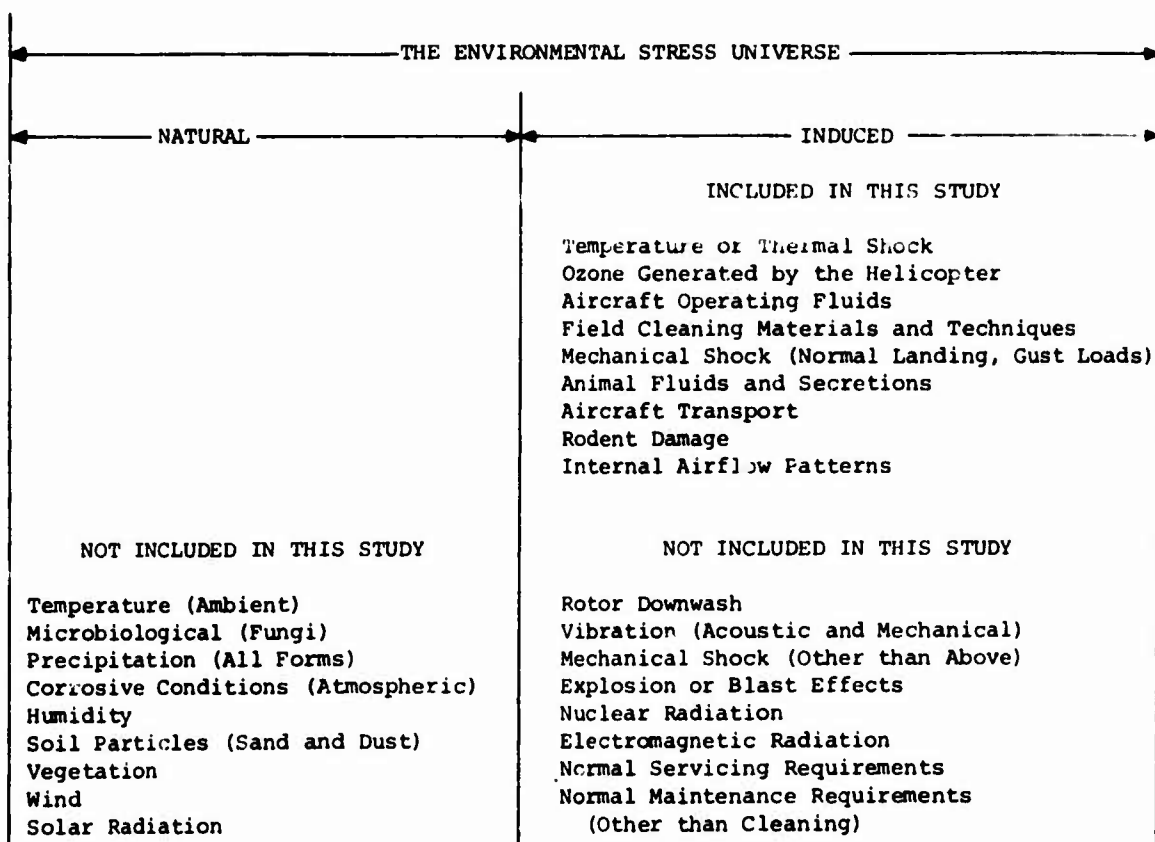 THE ENVIRONMENTAL STRESS UNIVERSE
NATURAL
INDUCED
INCLUDED IN THIS STUDY
Temperature or Thermal Shock
Ozone Generated by the Helicopter
Aircraft Operating Fluids
Field Cleaning Materials and Techniques
Mechanical Shock (Normal Landing, Gust Loads)
Animal Fluids and Secretions
Aircraft Transport
Rodent Damage
Internal Airflow Patterns
NOT INCLUDED IN THIS STUDY
Temperature (Ambient)
Microbiological (Fungi)
Precipitation (All Forms)
Corrosive Conditions (Atmospheric)
Humidity
Soil Particles (Sand and Dust)
Vegetation
Wind
Solar Radiation
NOT INCLUDED IN THIS STUDY
Rotor Downwash
Vibration (Acoustic and Mechanical)
Mechanical Shock (Other than Above)
Explosion or Blast Effects
Nuclear Radiation
Electromagnetic Radiation
Normal Servicing Requirements
Normal Maintenance Requirements
(Other than Cleaning)